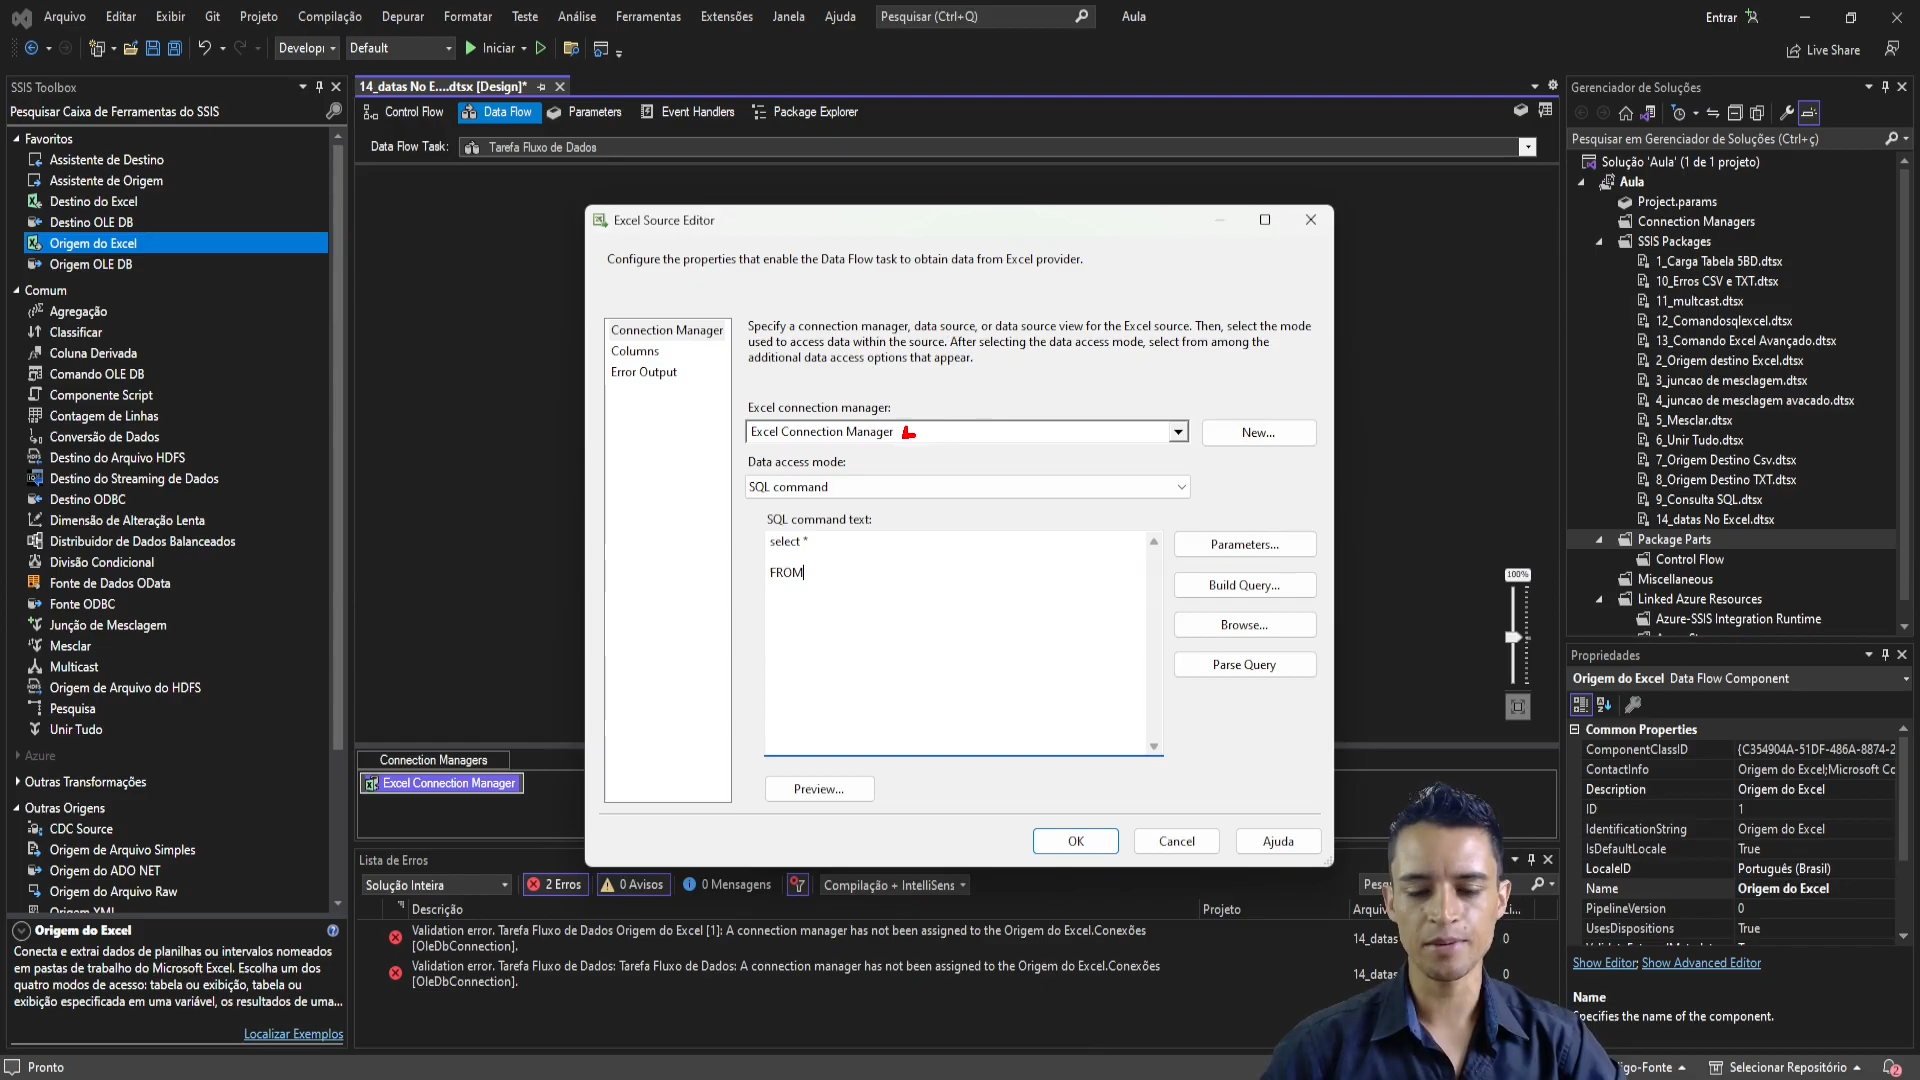 Arquivo Editar Exibir Git Projeto Compilação Depurar Formatar Teste Análise Ferramentas Extensões Janela Ajuda Pesquisar (Ctrl+Q) Aula Entrar
Developı Default Iniciar Live Share
SSIS Toolbox
Pesquisar Caixa de Ferramentas do SSIS
Favoritos
Assistente de Destino
Assistente de Origem
Destino do Excel
Destino OLE DB
Origem do Excel
Origem OLE DB
Comum
Agregação
Classificar
Coluna Derivada
Comando OLE DB
Componente Script
Contagem de Linhas
Conversão de Dados
Destino do Arquivo HDFS
Destino do Streaming de Dados
Destino ODBC
Dimensão de Alteração Lenta
Distribuidor de Dados Balanceados
Divisão Condicional
Fonte de Dados OData
Fonte ODBC
Junção de Mesclagem
Mesclar
Multicast
Origem de Arquivo do HDFS
Pesquisa
Unir Tudo
Azure
Outras Transformações
Outras Origens
CDC Source
Origem de Arquivo Simples
Origem do ADO NET
Origem do Arquivo Raw
Origem XML
Origem do Excel
Conecta e extrai dados de planilhas ou intervalos nomeados
em pastas de trabalho do Microsoft Excel. Escolha um dos
quatro modos de acesso: tabela ou exibição, tabela ou
exibição especificada em uma variável, os resultados de uma...
Localizar Exemplos
14_datas No E....dtsx [Design]*
Control Flow Data Flow Parameters Event Handlers Package Explorer
Data Flow Task: Tarefa Fluxo de Dados
Excel Source Editor
Configure the properties that enable the Data Flow task to obtain data from Excel provider.
Connection Manager
Columns
Error Output
Specify a connection manager, data source, or data source view for the Excel source. Then, select the mode
used to access data within the source. After selecting the data access mode, select from among the
additional data access options that appear.
Excel connection manager:
Excel Connection Manager New...
Data access mode:
SQL command
SQL command text:
select *
FROM
Parameters...
Build Query...
Browse...
Parse Query
Preview...
OK Cancel Ajuda
100%
Connection Managers
Excel Connection Manager
Lista de Erros
Solução Inteira 2 Erros 0 Avisos 0 Mensagens Compilação + IntelliSens Pesq
Descrição Projeto Arquiv
Validation error. Tarefa Fluxo de Dados Origem do Excel [1]: A connection manager has not been assigned to the Origem do Excel.Conexões
[OleDbConnection]. 14_datas 0
Validation error. Tarefa Fluxo de Dados: Tarefa Fluxo de Dados: A connection manager has not been assigned to the Origem do Excel.Conexões
[OleDbConnection]. 14_datas 0
Gerenciador de Soluções
Pesquisar em Gerenciador de Soluções (Ctrl+ç)
Solução 'Aula' (1 de 1 projeto)
Aula
Project.params
Connection Managers
SSIS Packages
1_Carga Tabela 5BD.dtsx
10_Erros CSV e TXT.dtsx
11_multcast.dtsx
12_Comandosqlexcel.dtsx
13_Comando Excel Avançado.dtsx
2_Origem destino Excel.dtsx
3_juncao de mesclagem.dtsx
4_juncao de mesclagem avacado.dtsx
5_Mesclar.dtsx
6_Unir Tudo.dtsx
7_Origem Destino Csv.dtsx
8_Origem Destino TXT.dtsx
9_Consulta SQL.dtsx
14_datas No Excel.dtsx
Package Parts
Control Flow
Miscellaneous
Linked Azure Resources
Azure-SSIS Integration Runtime
Propriedades
Origem do Excel Data Flow Component
Common Properties
ComponentClassID {C354904A-51DF-486A-8874-2
ContactInfo Origem do Excel;Microsoft Co
Description Origem do Excel
ID 1
IdentificationString Origem do Excel
IsDefaultLocale True
LocaleID Português (Brasil)
Name Origem do Excel
PipelineVersion 0
UsesDispositions True
Show Editor; Show Advanced Editor
Name
Specifies the name of the component.
Pronto
igo-Fonte Selecionar Repositório 2